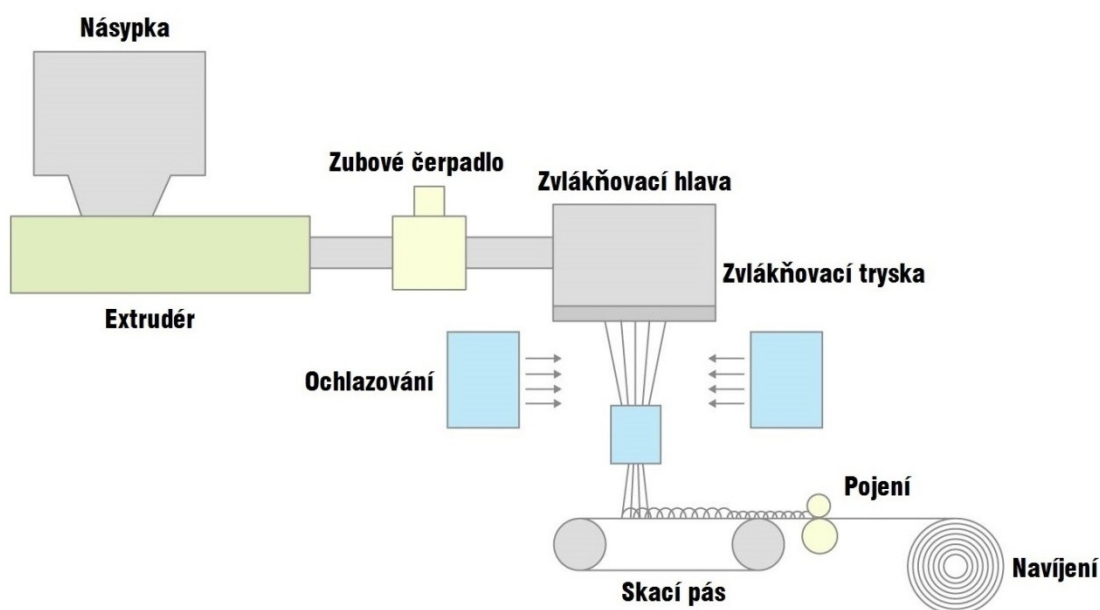 Násypka
Zubové čerpadlo
Zvlákňovací hlava
Zvlákňovací tryska
Extrudér
Ochlazování
Pojení
Skací pás
Navíjení